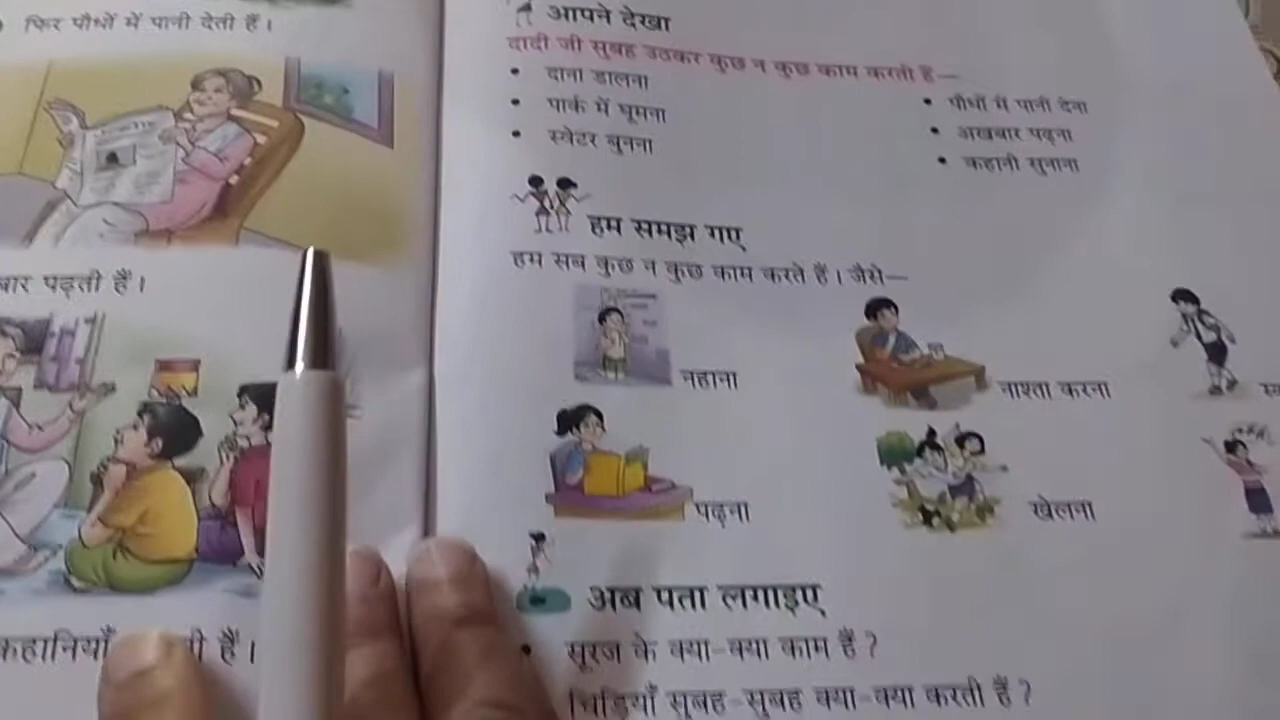 फिर पौधों में पानी देती हैं।
बार पढ़ती हैं।
कहानियाँ
हैं।
आपने देखा
दादी जी सुबह उठकर कुछ न कुछ काम करती हैं—
• दाना डालना
• पार्क में घूमना
• स्वेटर बुनना
• पौधों में पानी देना
• अखबार पढ़ना
• कहानी सुनाना
हम समझ गए
हम सब कुछ न कुछ काम करते हैं। जैसे—
नहाना
नाश्ता करना
पढ़ना
खेलना
अब पता लगाइए
• सूरज के क्या-क्या काम हैं?
चिड़ियाँ सुबह-सुबह क्या-क्या करती हैं?